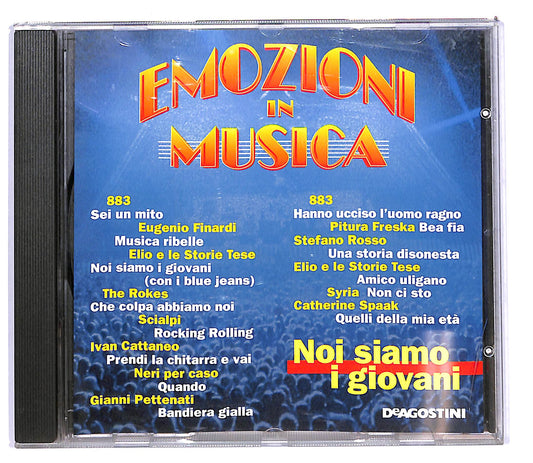 EMOZIONI
IN
MUSICA
883
Sei un mito
Eugenio Finardi
Musica ribelle
Elio e le Storie Tese
Noi siamo i giovani
(con i blue jeans)
The Rokes
Che colpa abbiamo noi
Scialpi
Rocking Rolling
Ivan Cattaneo
Prendi la chitarra e vai
Neri per caso
Quando
Gianni Pettenati
Bandiera gialla
883
Hanno ucciso l'uomo ragno
Pitura Freska Bea fia
Stefano Rosso
Una storia disonesta
Elio e le Storie Tese
Amico uligano
Syria Non ci sto
Catherine Spaak
Quelli della mia età
Noi siamo
i giovani
DeAGOSTINI